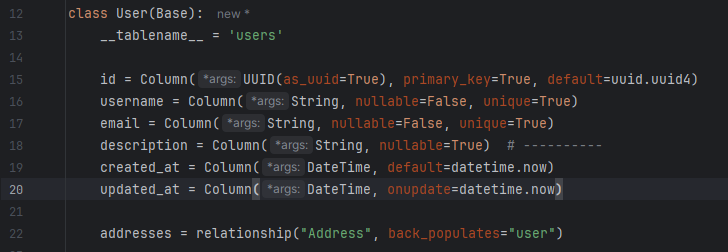 12 class User(Base): new *
13     __tablename__ = 'users'
14
15     id = Column( *args: UUID(as_uuid=True), primary_key=True, default=uuid.uuid4)
16     username = Column( *args: String, nullable=False, unique=True)
17     email = Column( *args: String, nullable=False, unique=True)
18     description = Column( *args: String, nullable=True)  # ----------
19     created_at = Column( *args: DateTime, default=datetime.now)
20     updated_at = Column( *args: DateTime, onupdate=datetime.now)
21
22     addresses = relationship("Address", back_populates="user")